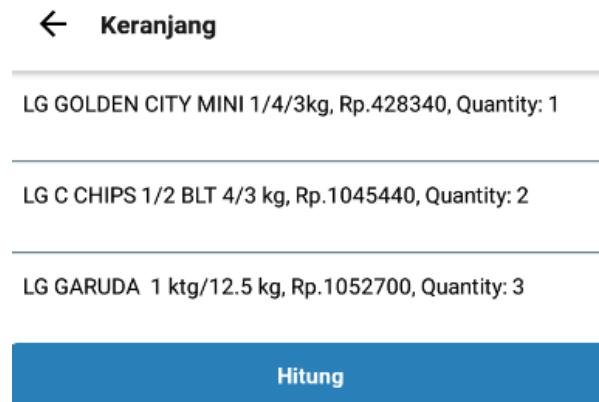 Keranjang
LG GOLDEN CITY MINI 1/4/3kg, Rp.428340, Quantity: 1
LG C CHIPS 1/2 BLT 4/3 kg, Rp.1045440, Quantity: 2
LG GARUDA  1 ktg/12.5 kg, Rp.1052700, Quantity: 3
Hitung